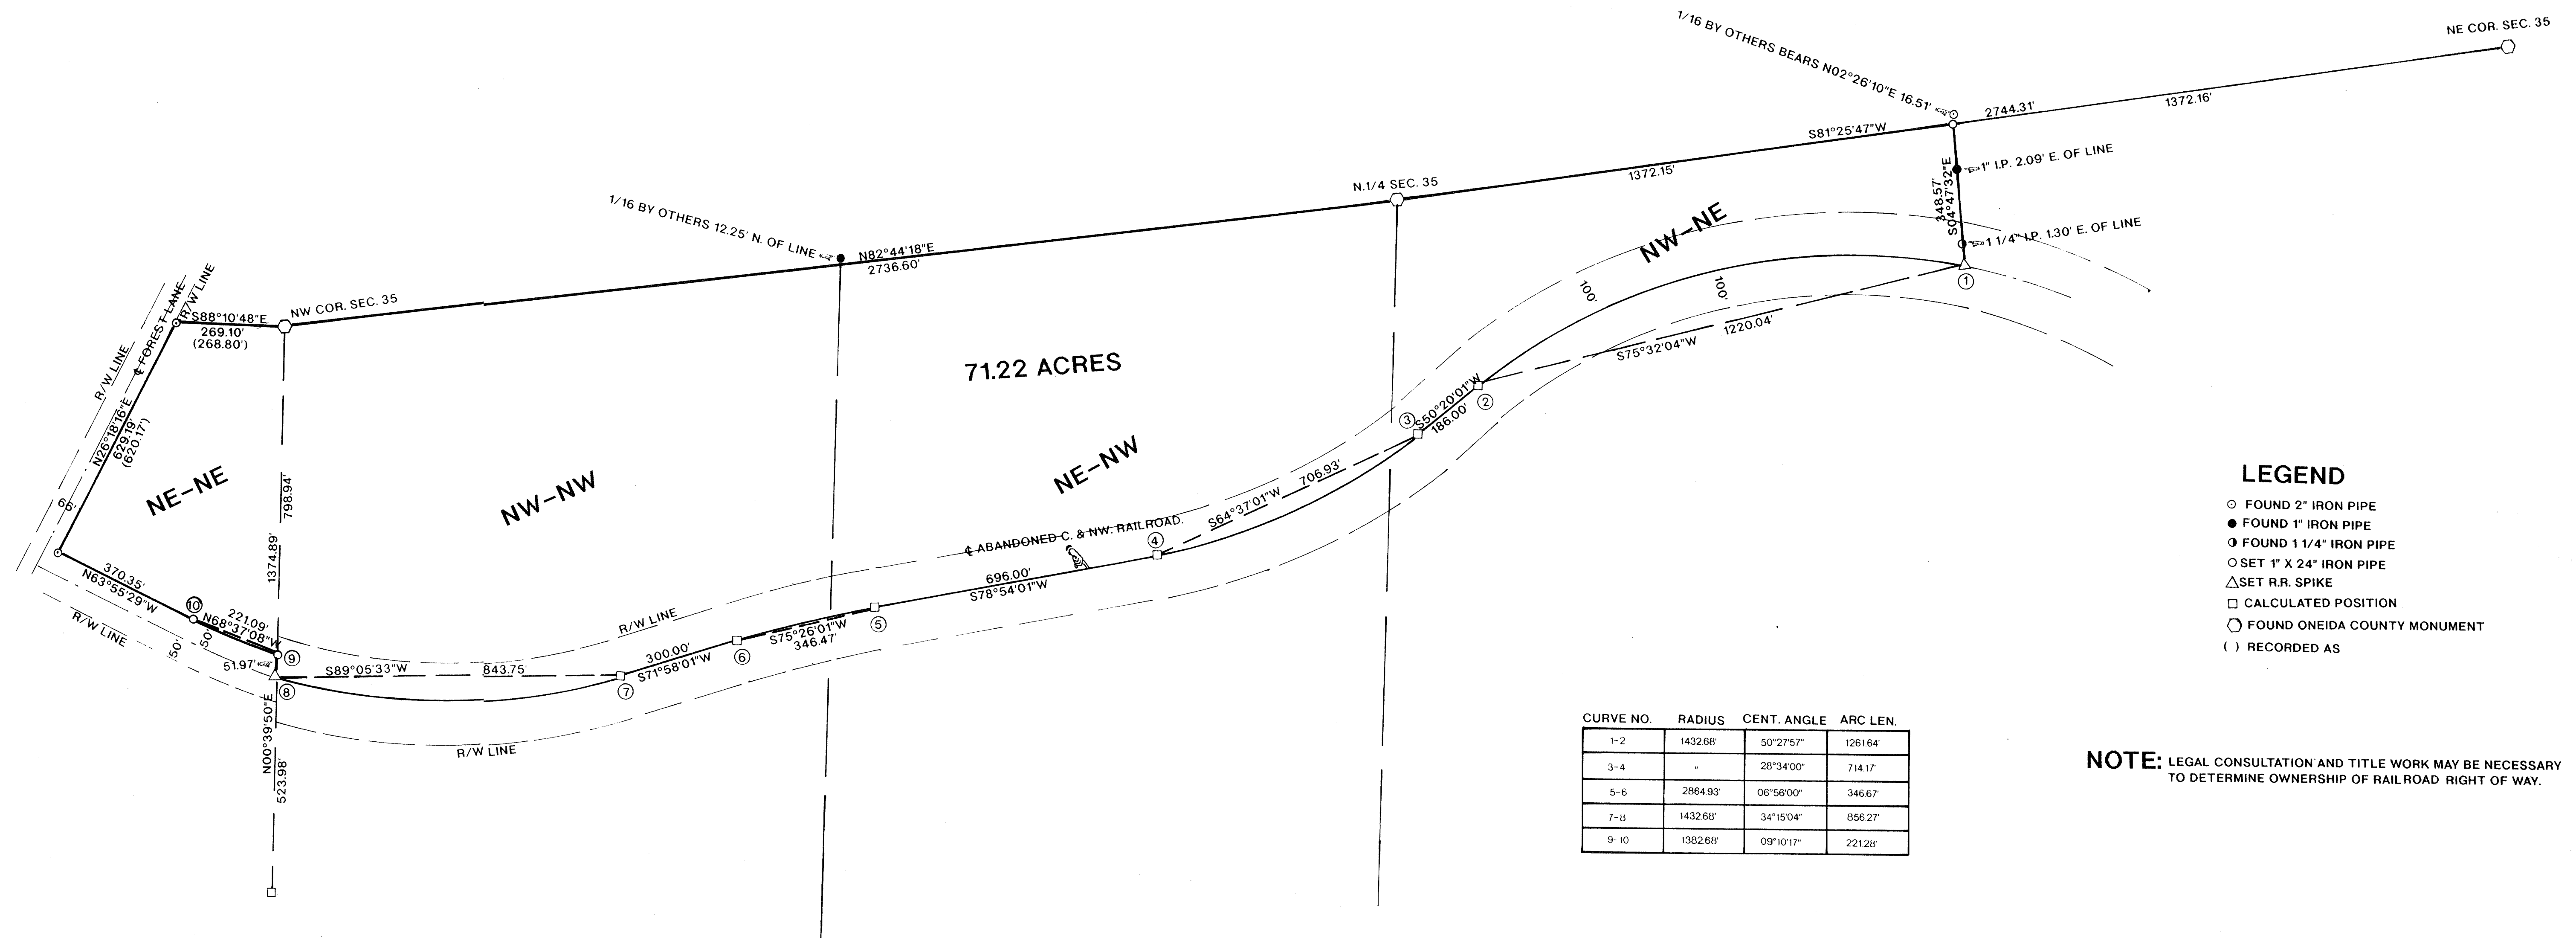 NE COR. SEC. 35
1/16 BY OTHERS BEARS N02°26'10"E 16.51'
2744.31'
1372.16'
S81°25'47"W
1372.15'
1" I.P. 2.09' E. OF LINE
348.57'
S04°47'32"E
1 1/4" I.P. 1.30' E. OF LINE
N.1/4 SEC. 35
1/16 BY OTHERS 12.25' N. OF LINE
N82°44'18"E
2736.60'
NW-NE
100'
100'
1
1220.04'
S75°32'04"W
NW COR. SEC. 35
S88°10'48"E
269.10'
(268.80')
R/W LINE
℄ FOREST LANE
R/W LINE
N26°18'16"E
629.19'
(620.17')
66'
NE-NE
NW-NW
71.22 ACRES
NE-NW
798.94'
1374.89'
2
S50°20'01"W
186.00'
3
706.93'
S64°37'01"W
4
℄ ABANDONED C. & NW. RAILROAD.
696.00'
S78°54'01"W
5
S75°26'01"W
346.47'
6
R/W LINE
300.00'
S71°58'01"W
7
370.35'
N63°55'29"W
R/W LINE
10
221.09'
N68°37'08"W
50'
50'
9
51.97'
S89°05'33"W
843.75'
8
N00°39'50"E
523.98'
R/W LINE
LEGEND
FOUND 2" IRON PIPE
FOUND 1" IRON PIPE
FOUND 1 1/4" IRON PIPE
SET 1" X 24" IRON PIPE
SET R.R. SPIKE
CALCULATED POSITION
FOUND ONEIDA COUNTY MONUMENT
( ) RECORDED AS
CURVE NO. RADIUS CENT. ANGLE ARC LEN.
1-2 1432.68' 50°27'57" 1261.64'
3-4 " 28°34'00" 714.17'
5-6 2864.93' 06°56'00" 346.67'
7-8 1432.68' 34°15'04" 856.27'
9-10 1382.68' 09°10'17" 221.28'
NOTE: LEGAL CONSULTATION AND TITLE WORK MAY BE NECESSARY
TO DETERMINE OWNERSHIP OF RAILROAD RIGHT OF WAY.